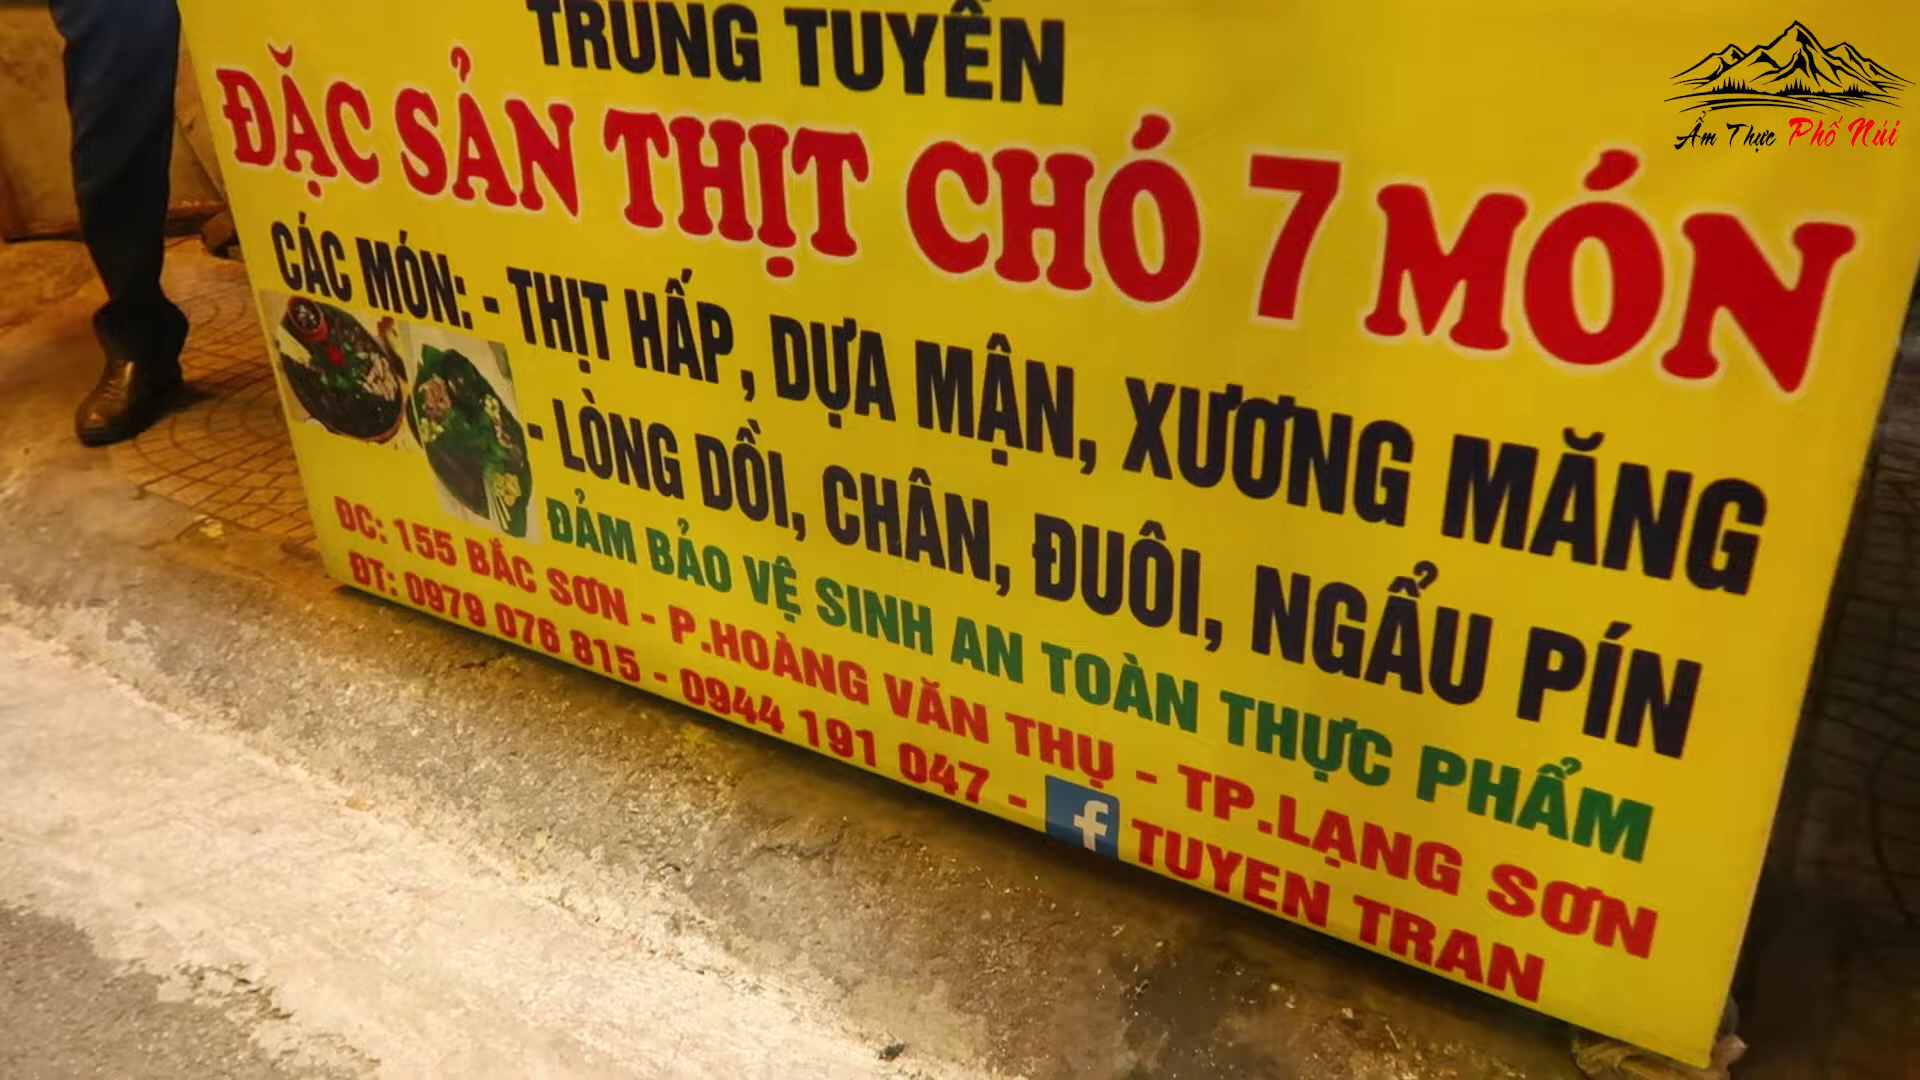 TRUNG TUYỀN
ĐẶC SẢN THỊT CHÓ 7 MÓN
CÁC MÓN: - THỊT HẤP, DỰA MẬN, XƯƠNG MĂNG
- LÒNG DỒI, CHÂN, ĐUÔI, NGẨU PÍN
ĐẢM BẢO VỆ SINH AN TOÀN THỰC PHẨM
ĐC: 155 BẮC SƠN - P.HOÀNG VĂN THỤ - TP.LẠNG SƠN
ĐT: 0979 076 815 - 0944 191 047 - f TUYEN TRAN
Ẩm Thực Phố Núi